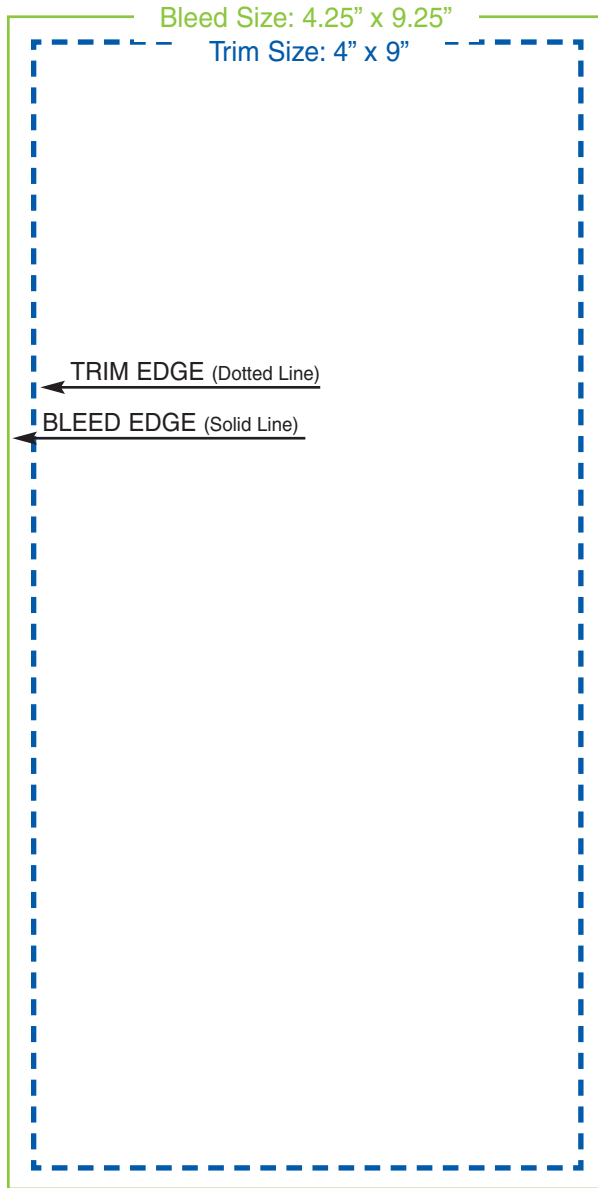 Bleed Size: 4.25” x 9.25”
Trim Size: 4” x 9”
TRIM EDGE (Dotted Line)
BLEED EDGE (Solid Line)